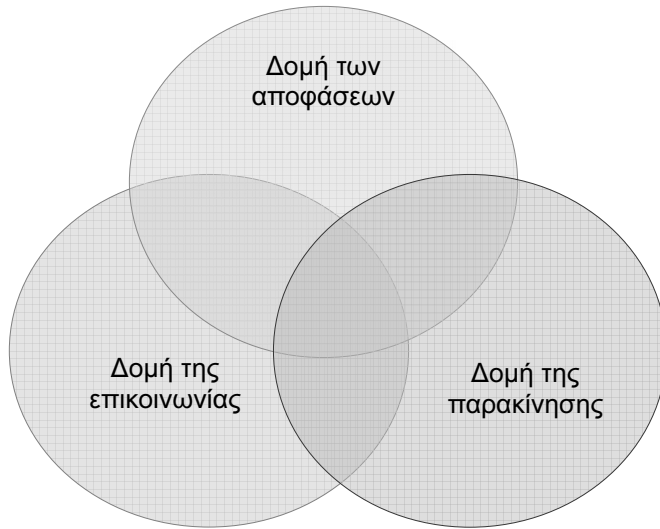 Δομή των
αποφάσεων
Δομή της
επικοινωνίας
Δομή της
παρακίνησης